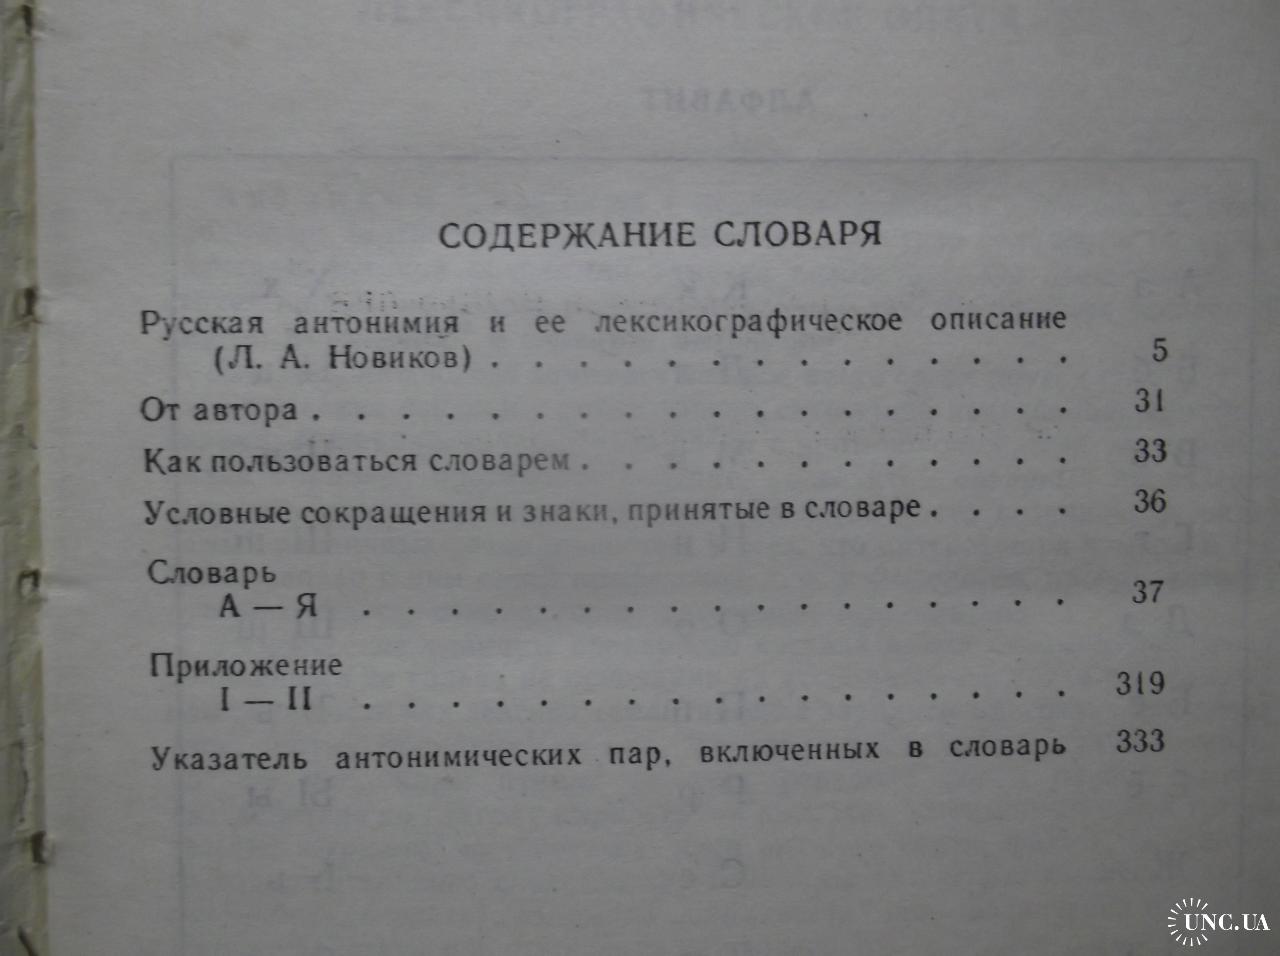 СОДЕРЖАНИЕ СЛОВАРЯ
Русская антонимия и ее лексикографическое описание
(Л. А. Новиков) . . . . . . . . . . . . . . 5
От автора . . . . . . . . . . . . . . . . . . 31
Как пользоваться словарем . . . . . . . . . . . . 33
Условные сокращения и знаки, принятые в словаре . . . . 36
Словарь
А — Я . . . . . . . . . . . . . . . . . 37
Приложение
I — II . . . . . . . . . . . . . . . . . 319
Указатель антонимических пар, включенных в словарь 333
UNC.UA